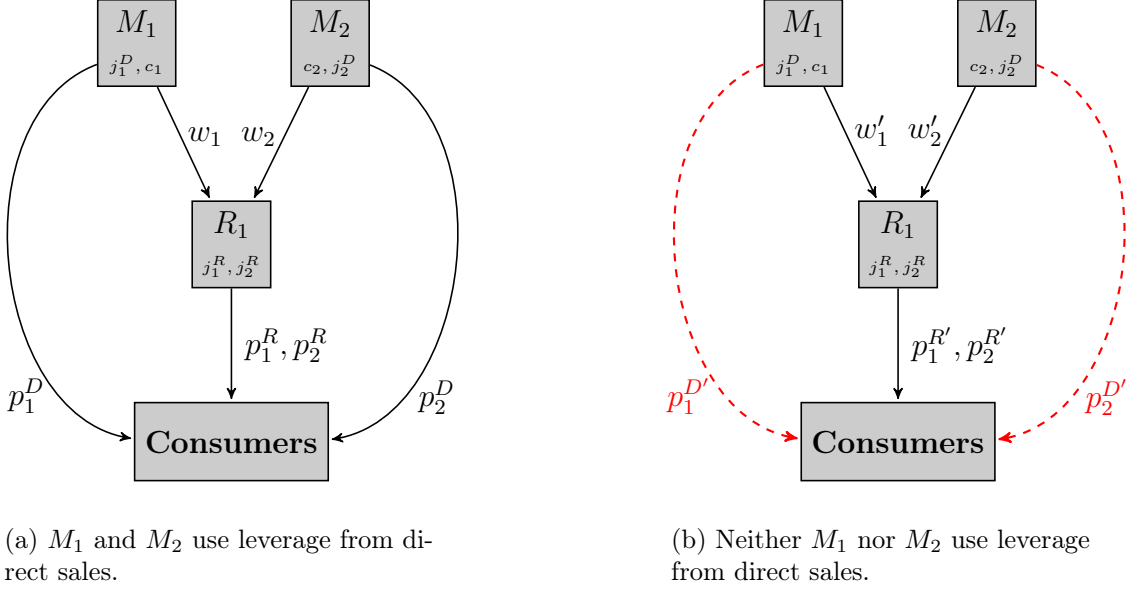 M₁
j₁ᴰ, c₁
M₂
c₂, j₂ᴰ
w₁ w₂
R₁
j₁ᴿ, j₂ᴿ
p₁ᴿ, p₂ᴿ
p₁ᴰ
p₂ᴰ
Consumers
(a) M₁ and M₂ use leverage from di-
rect sales.
M₁
j₁ᴰ, c₁
M₂
c₂, j₂ᴰ
w₁′ w₂′
R₁
j₁ᴿ, j₂ᴿ
p₁ᴿ′, p₂ᴿ′
p₁ᴰ′
p₂ᴰ′
Consumers
(b) Neither M₁ nor M₂ use leverage
from direct sales.